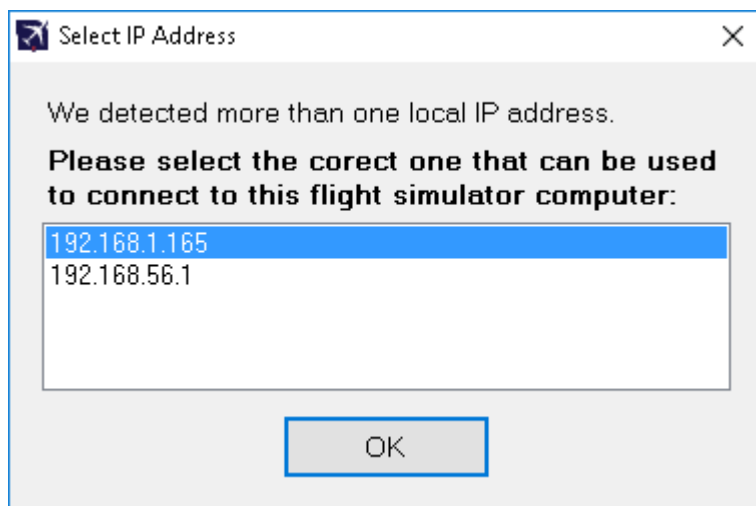 Select IP Address
We detected more than one local IP address.
Please select the corect one that can be used
to connect to this flight simulator computer:
192.168.1.165
192.168.56.1
OK